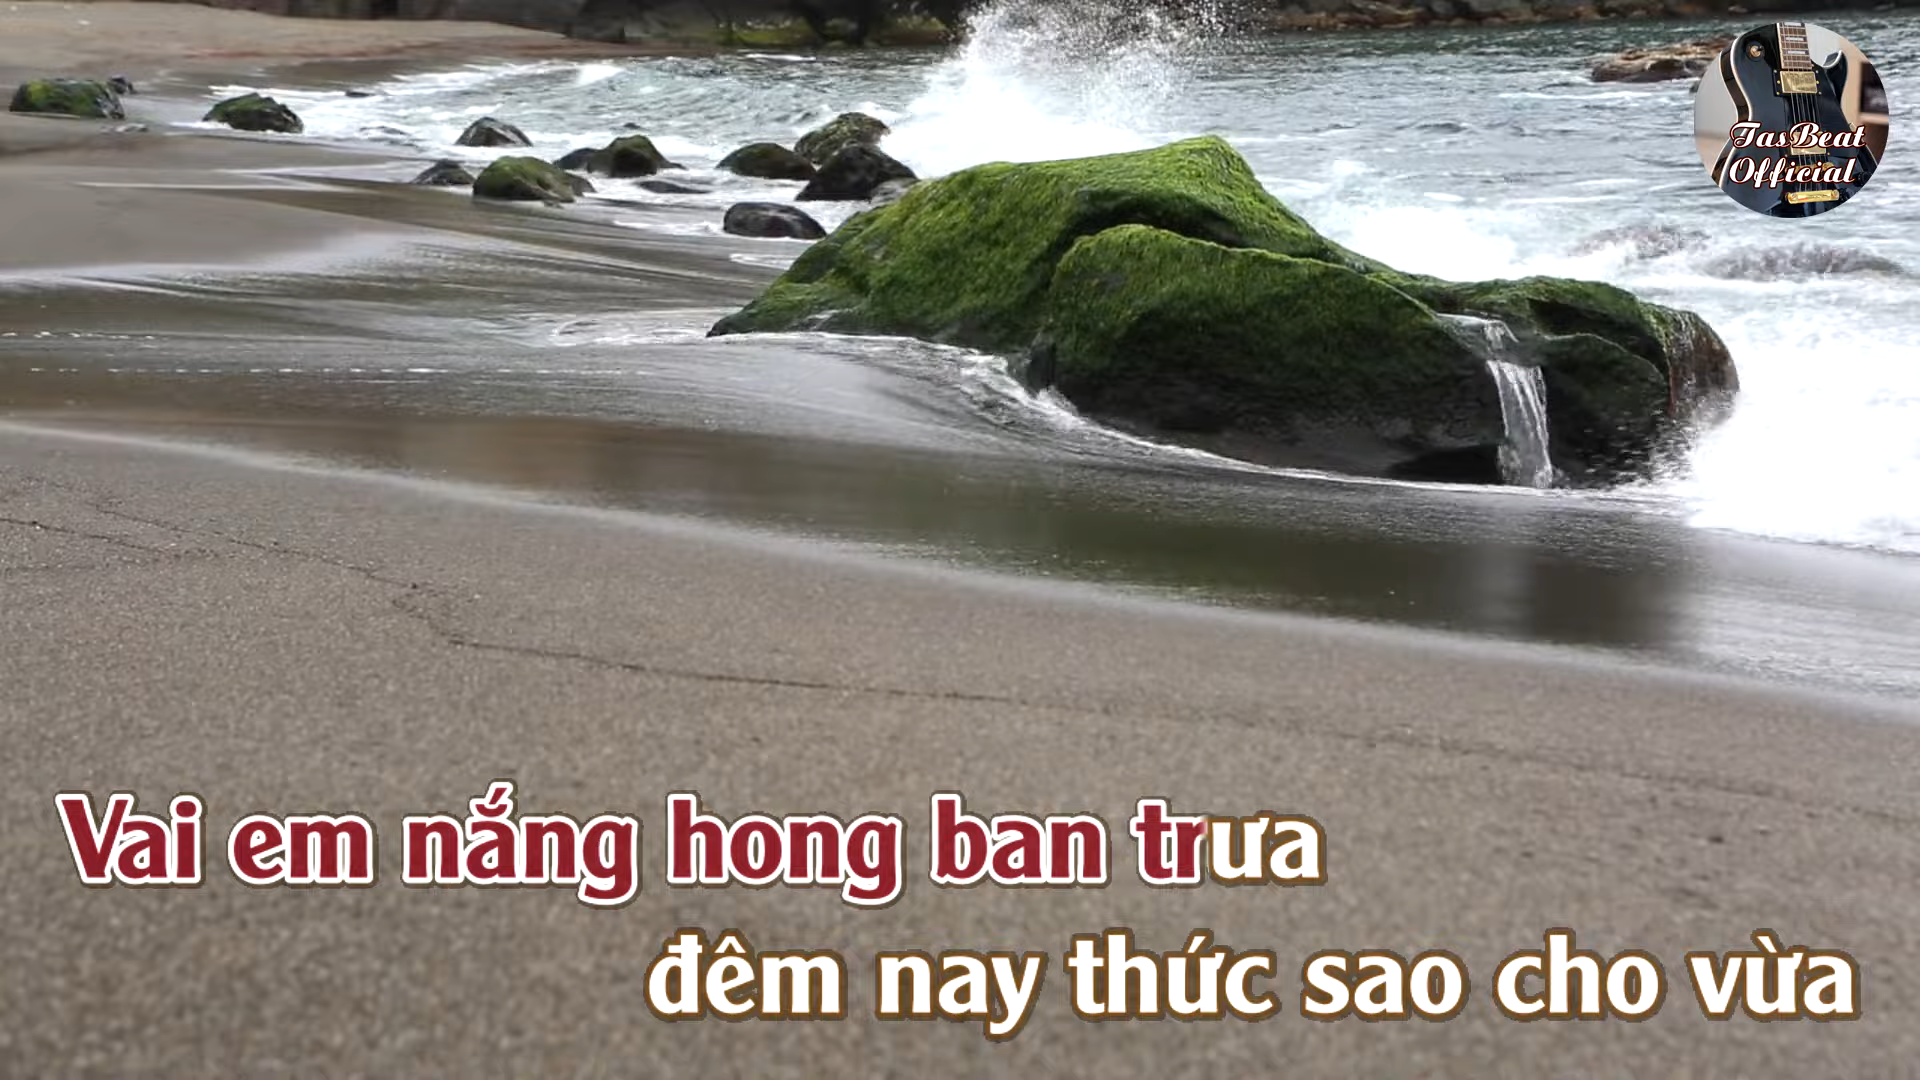 TasBeat
Official
Vai em nắng hong ban trưa
đêm nay thức sao cho vừa